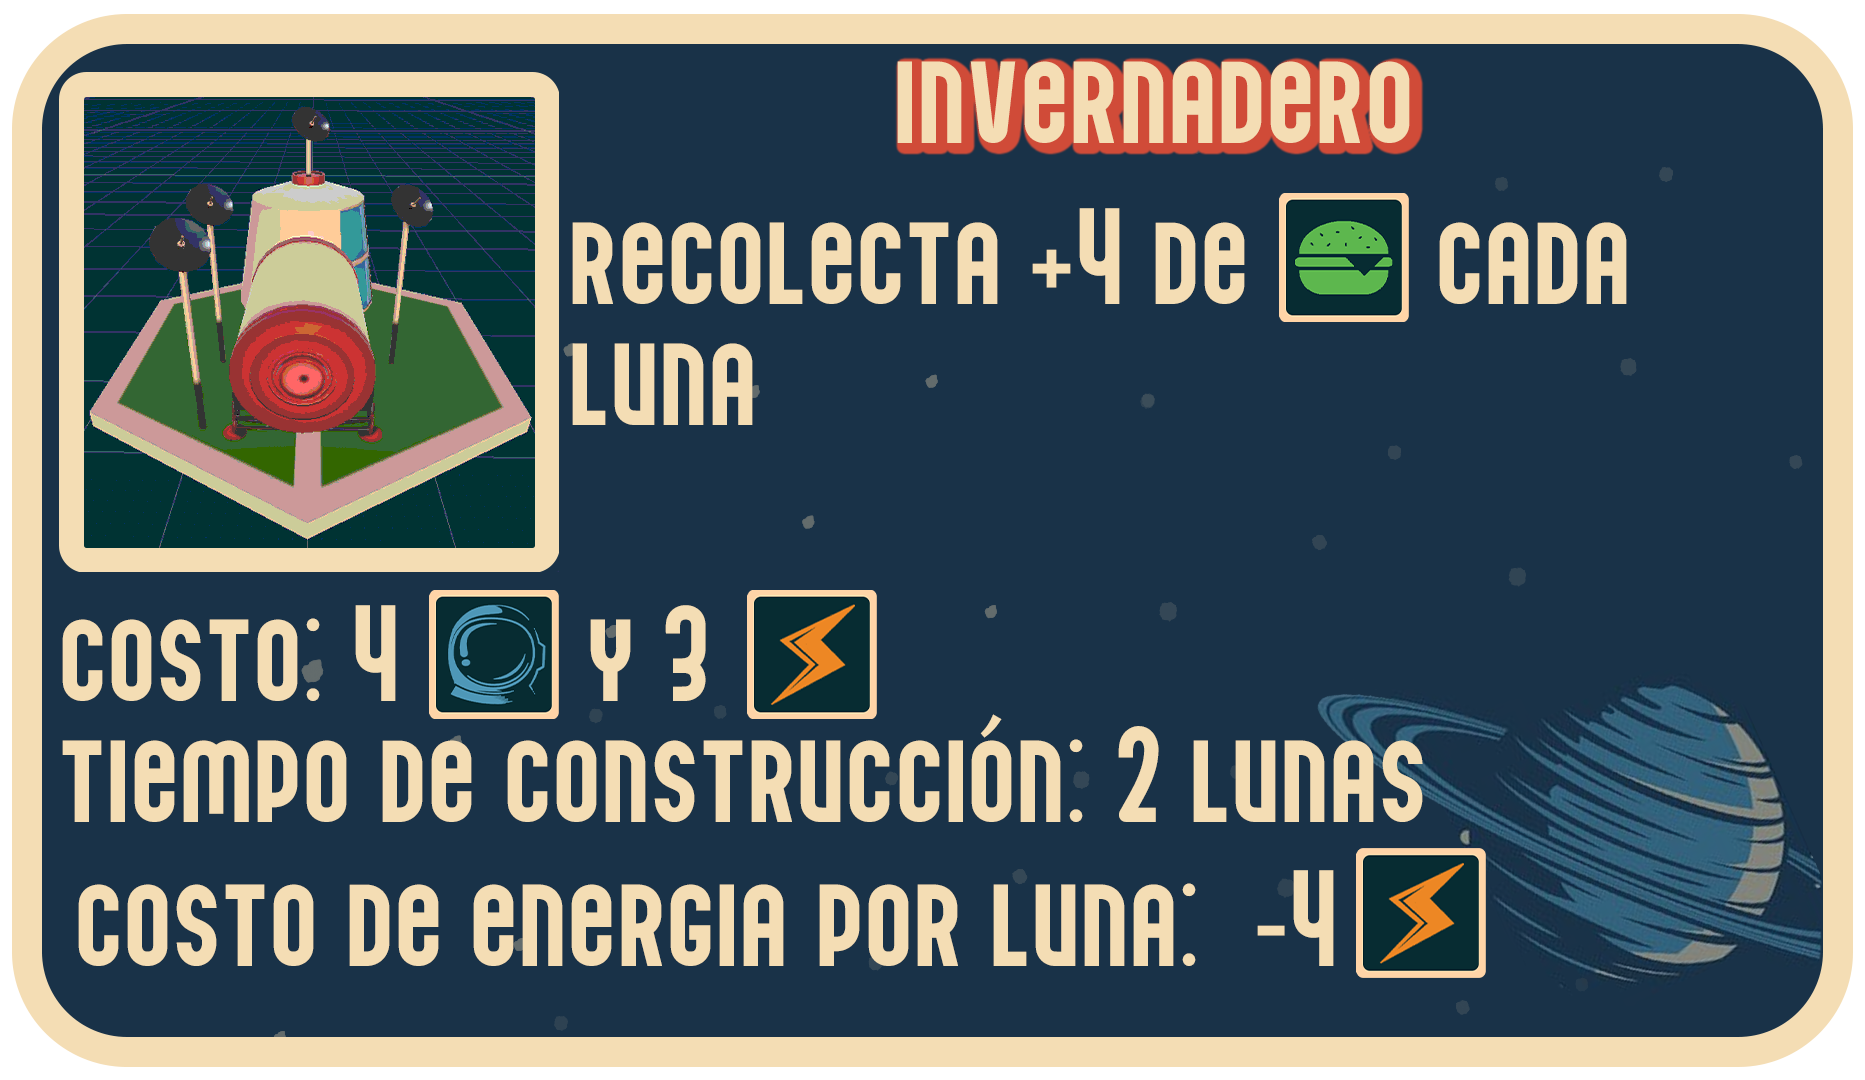 INVERNADERO
RECOLECTA +4 DE CADA
LUNA
COSTO: 4 Y 3
TIEMPO DE CONSTRUCCIÓN: 2 LUNAS
COSTO DE ENERGIA POR LUNA: -4